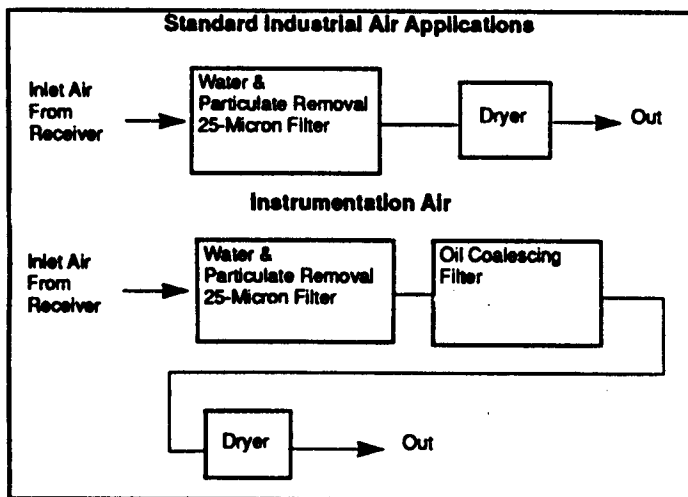 Standard Industrial Air Applications
Inlet Air
From
Receiver
Water &
Particulate Removal
25-Micron Filter
Dryer
Out
Instrumentation Air
Inlet Air
From
Receiver
Water &
Particulate Removal
25-Micron Filter
Oil Coalescing
Filter
Dryer
Out